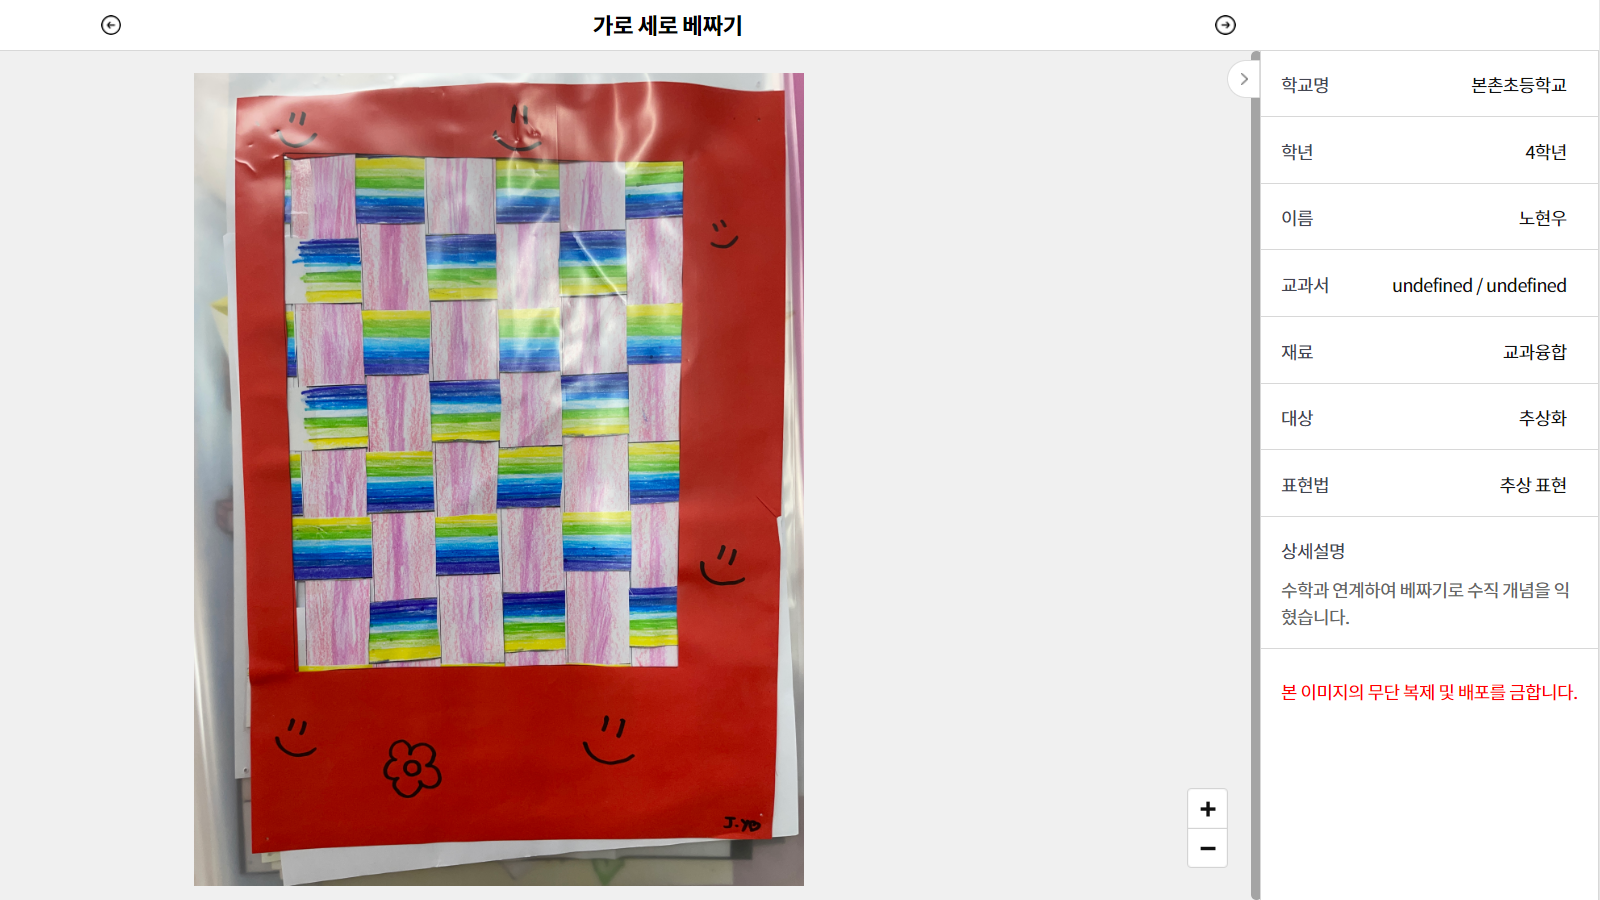 가로 세로 베짜기
학교명 본촌초등학교
학년 4학년
이름 노현우
교과서 undefined / undefined
재료 교과융합
대상 추상화
표현법 추상 표현
상세설명
수학과 연계하여 베짜기로 수직 개념을 익
혔습니다.
본 이미지의 무단 복제 및 배포를 금합니다.
J.YB